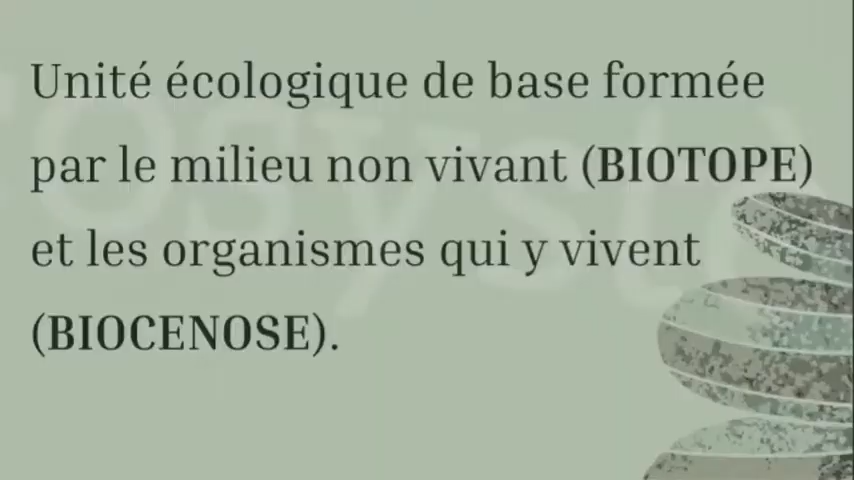 Unité écologique de base formée
par le milieu non vivant (BIOTOPE)
et les organismes qui y vivent
(BIOCENOSE).